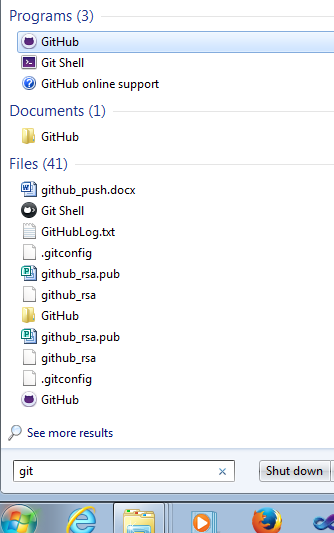 Programs (3)
GitHub
Git Shell
GitHub online support
Documents (1)
GitHub
Files (41)
github_push.docx
Git Shell
GitHubLog.txt
.gitconfig
github_rsa.pub
github_rsa
GitHub
github_rsa.pub
github_rsa
.gitconfig
GitHub
See more results
git
Shut down